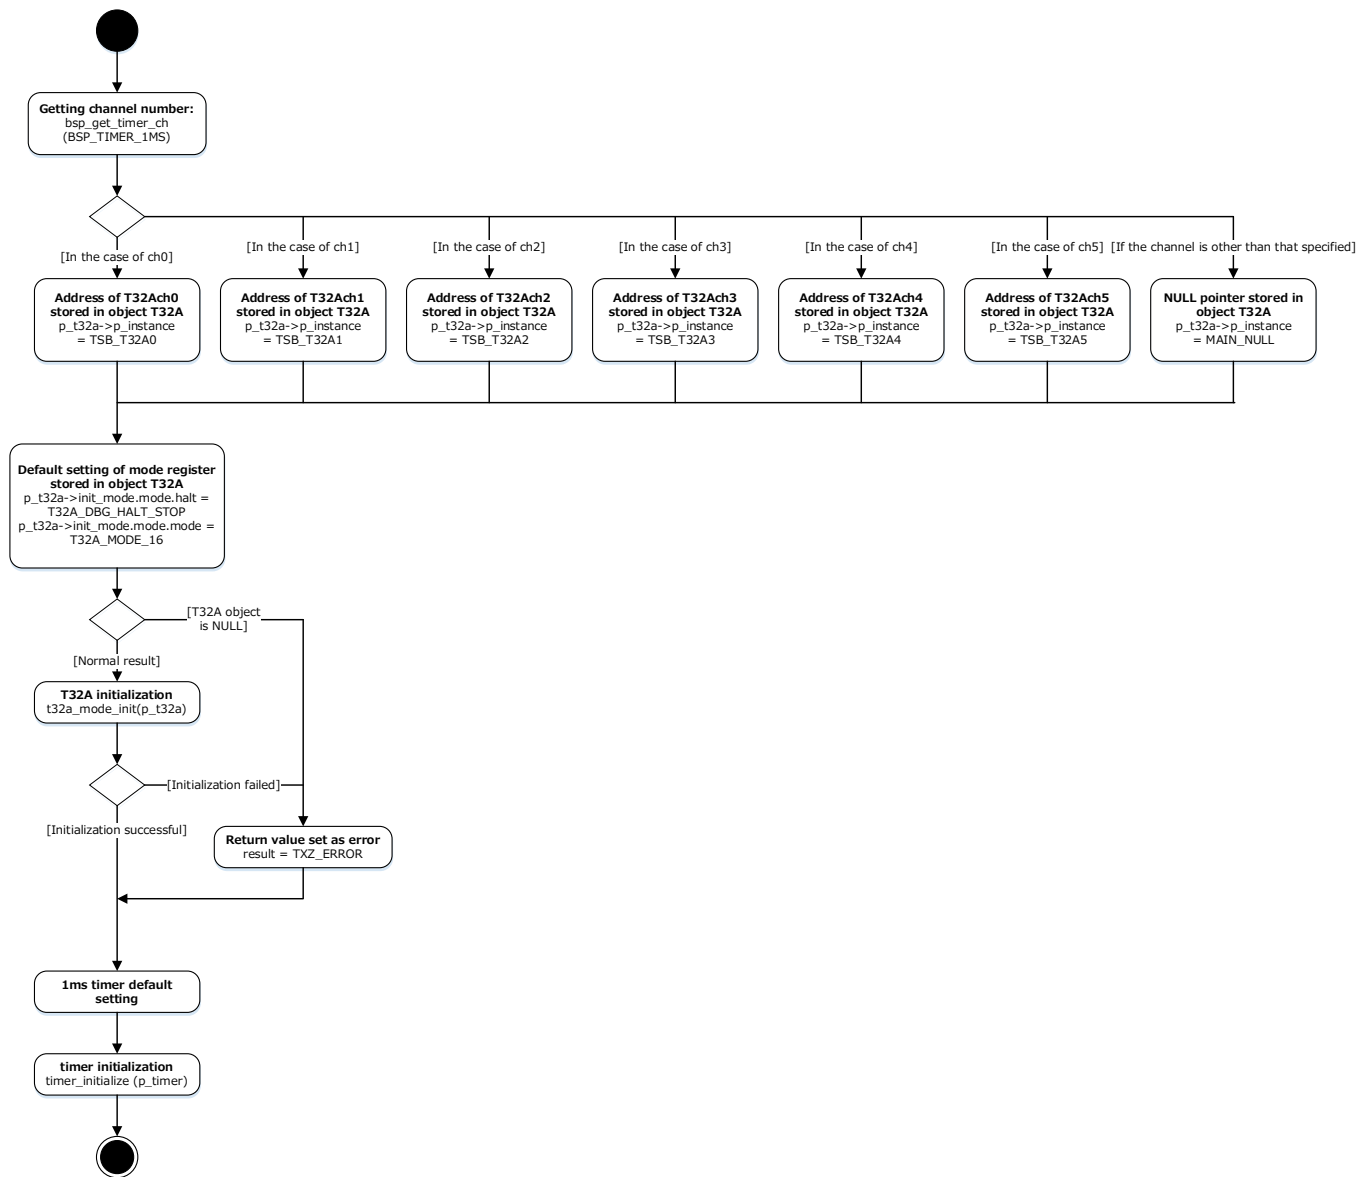 Getting channel number:
bsp_get_timer_ch
(BSP_TIMER_1MS)
[In the case of ch0]
[In the case of ch1]
[In the case of ch2]
[In the case of ch3]
[In the case of ch4]
[In the case of ch5]
[If the channel is other than that specified]
Address of T32Ach0
stored in object T32A
p_t32a->p_instance
= TSB_T32A0
Address of T32Ach1
stored in object T32A
p_t32a->p_instance
= TSB_T32A1
Address of T32Ach2
stored in object T32A
p_t32a->p_instance
= TSB_T32A2
Address of T32Ach3
stored in object T32A
p_t32a->p_instance
= TSB_T32A3
Address of T32Ach4
stored in object T32A
p_t32a->p_instance
= TSB_T32A4
Address of T32Ach5
stored in object T32A
p_t32a->p_instance
= TSB_T32A5
NULL pointer stored in
object T32A
p_t32a->p_instance
= MAIN_NULL
Default setting of mode register
stored in object T32A
p_t32a->init_mode.mode.halt =
T32A_DBG_HALT_STOP
p_t32a->init_mode.mode.mode =
T32A_MODE_16
[T32A object
is NULL]
[Normal result]
T32A initialization
t32a_mode_init(p_t32a)
[Initialization failed]
[Initialization successful]
Return value set as error
result = TXZ_ERROR
1ms timer default
setting
timer initialization
timer_initialize (p_timer)